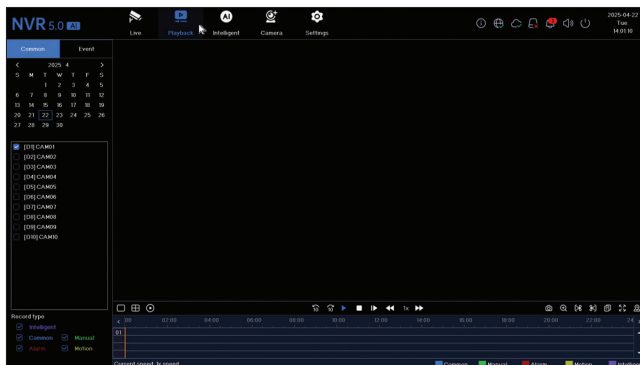 NVR 5.0 AI
Live
Playback
AI
Intelligent
Camera
Settings
2025-04-22
Tue.
14:01:10
Common Event
< 2025 4 >
S M T W T F S
1 2 3 4 5
6 7 8 9 10 11 12
13 14 15 16 17 18 19
20 21 22 23 24 25 26
27 28 29 30
[D1] CAM01
[D2] CAM02
[D3] CAM03
[D4] CAM04
[D5] CAM05
[D6] CAM06
[D7] CAM07
[D8] CAM08
[D9] CAM09
[D10] CAM10
Record type
Intelligent
Common Manual
Alarm Motion
10 10 1x
02:00 04:00 06:00 08:00 10:00 12:00 14:00 16:00 18:00 20:00 22:00 24
01
Current speed: 1x speed
Common Manual Alarm Motion Intelligent